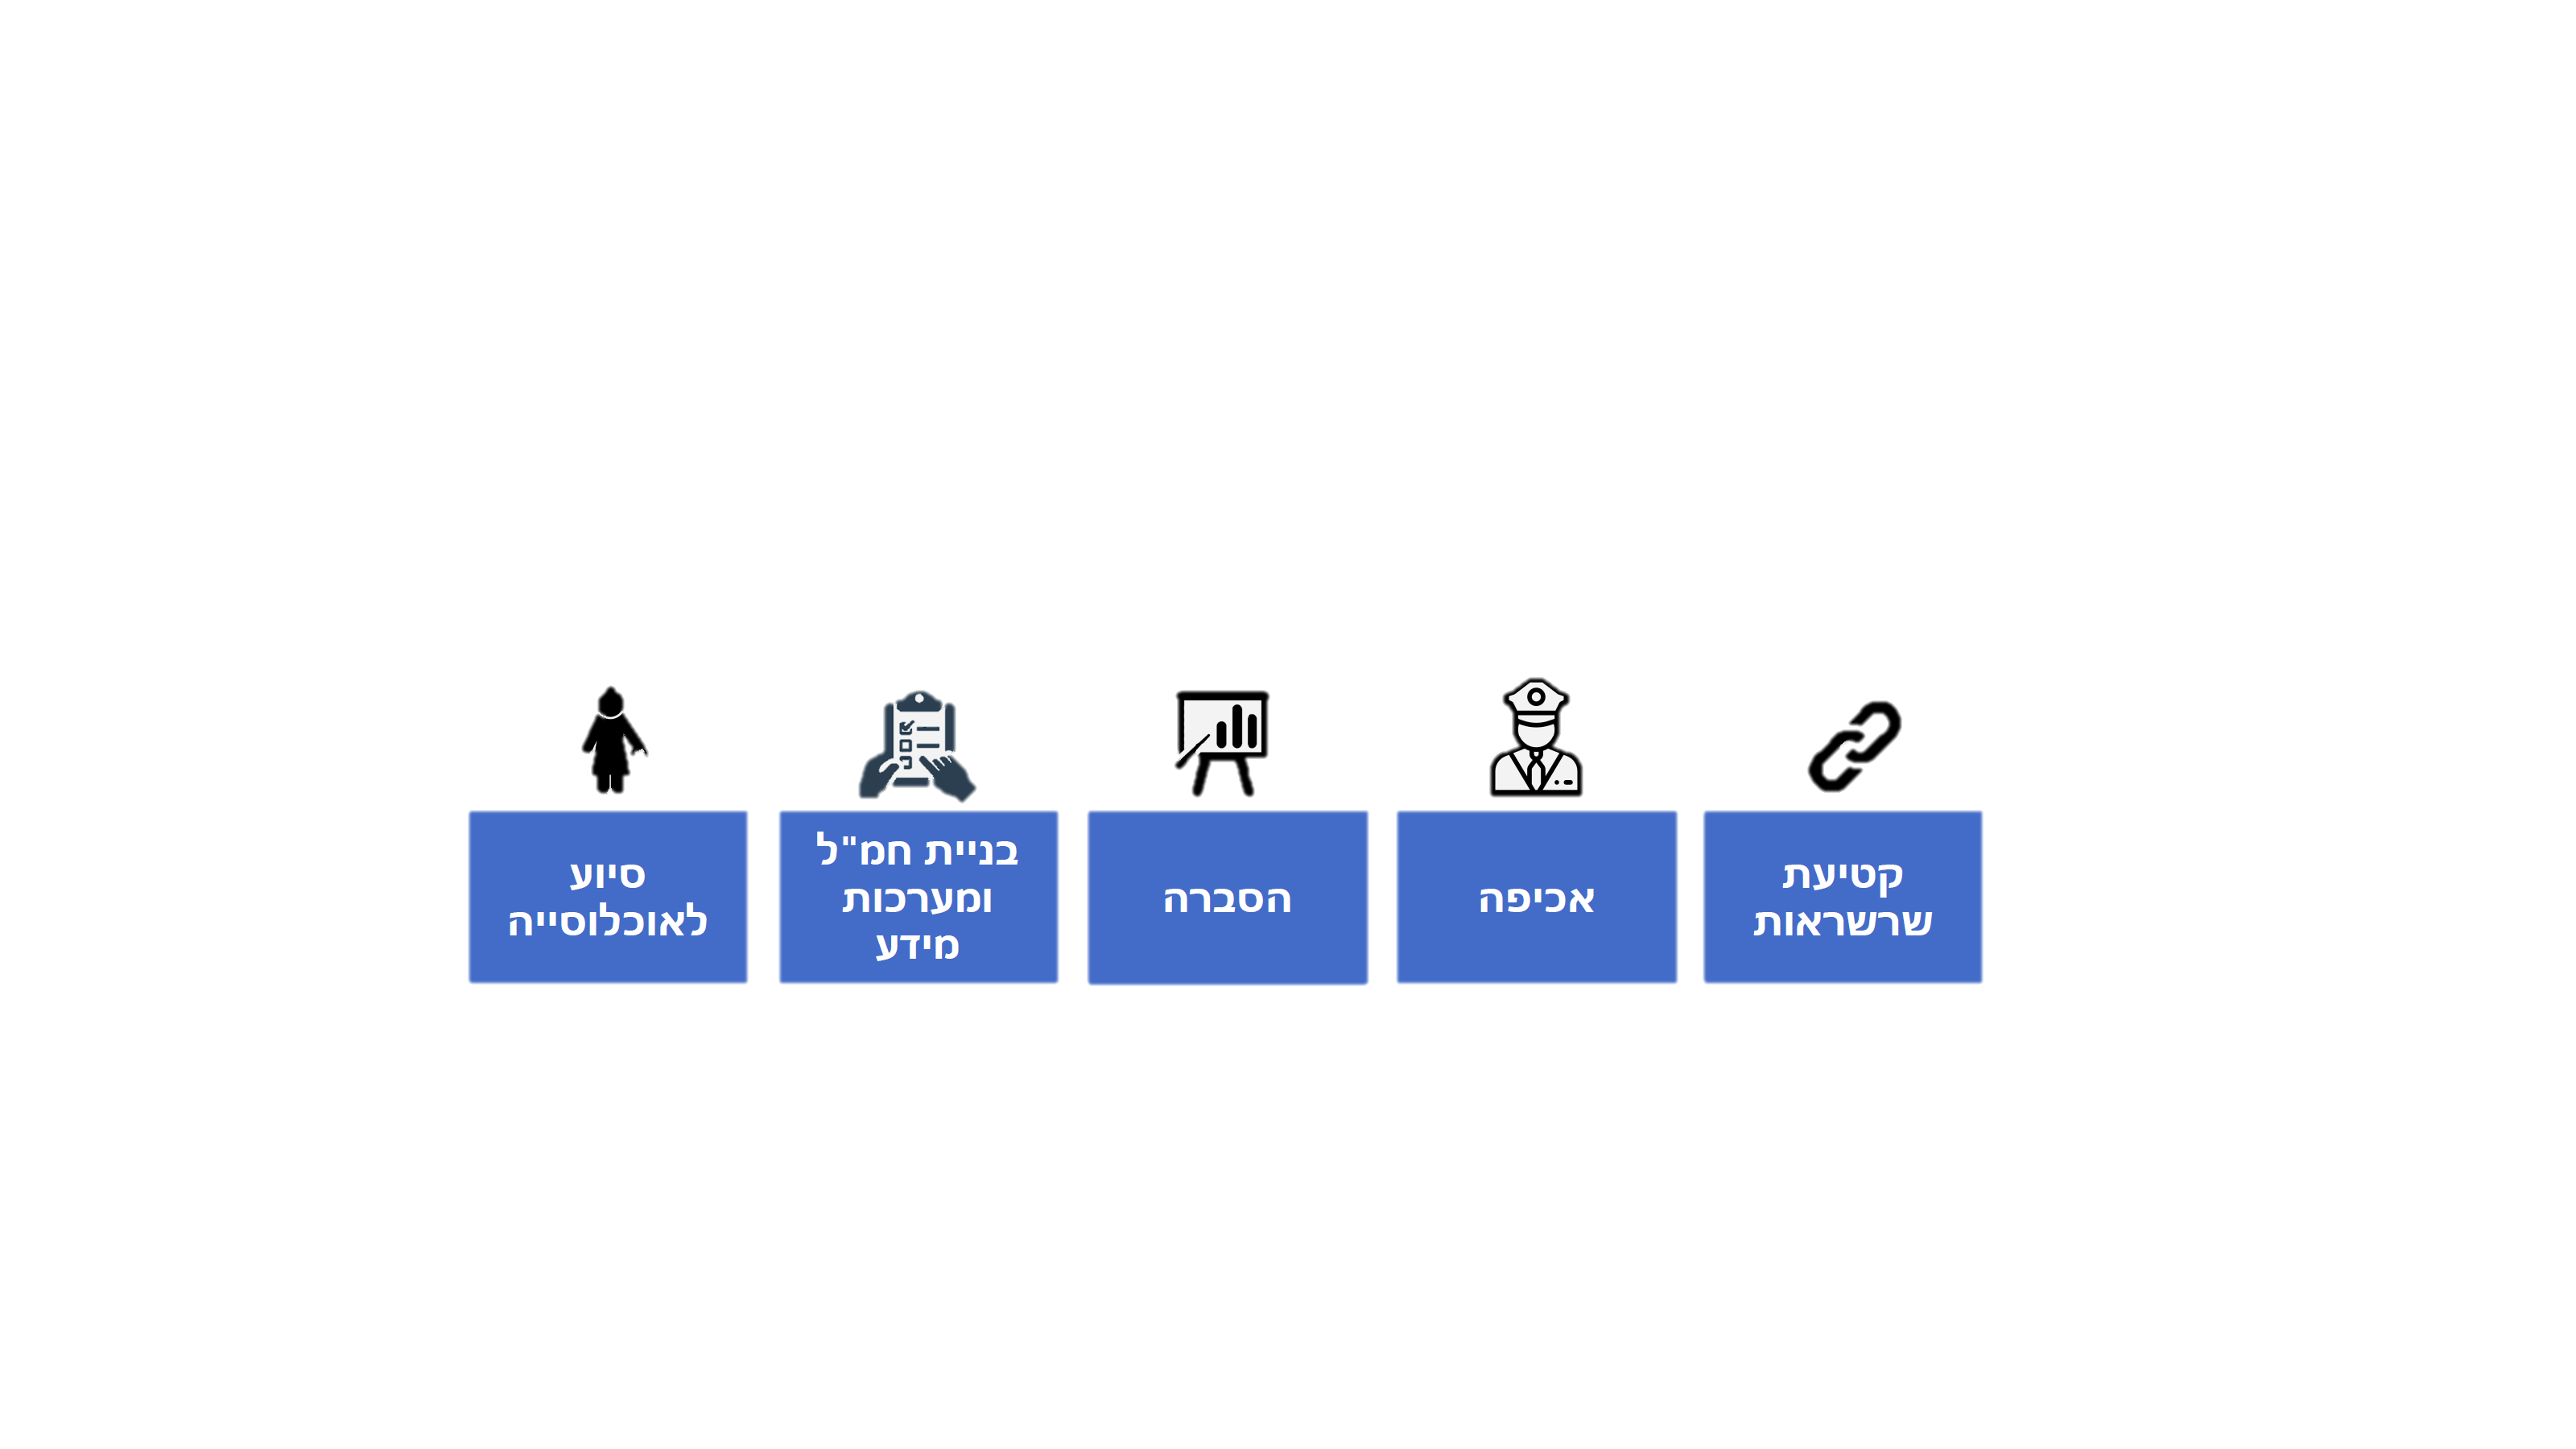 קטיעת
שרשראות
אכיפה
הסברה
בניית חמ"ל
ומערכות
מידע
סיוע
לאוכלוסייה